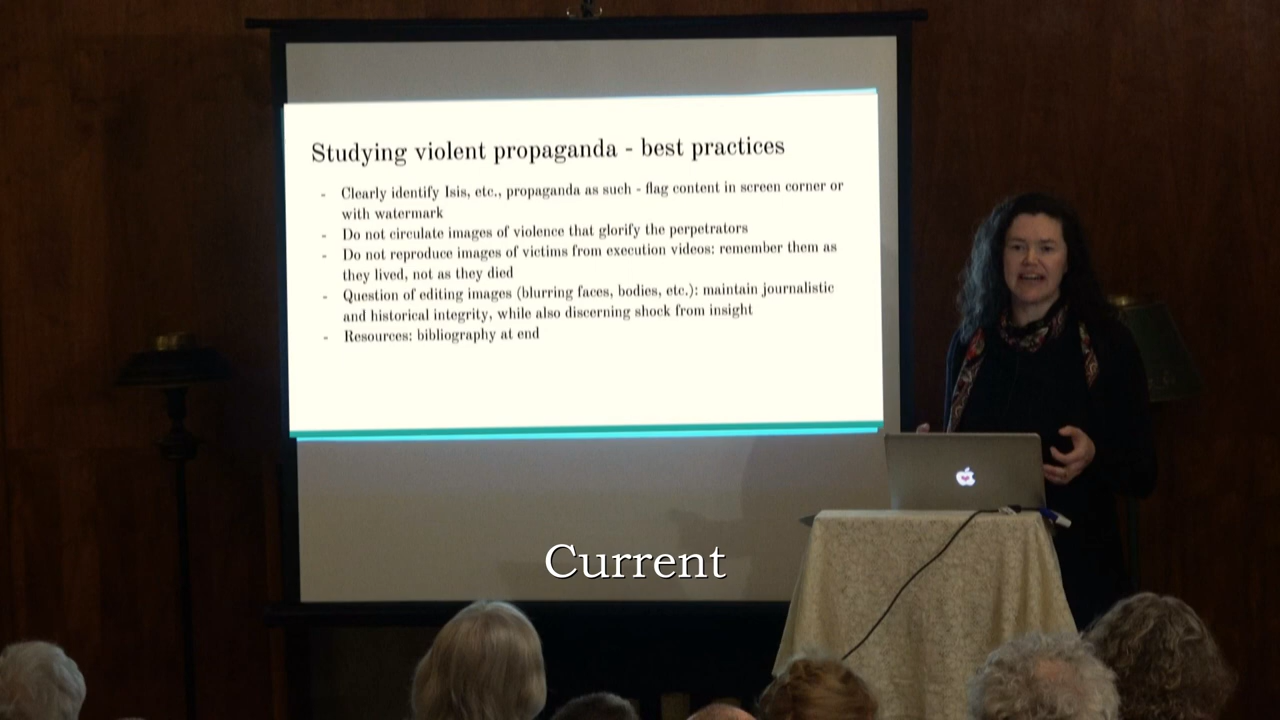 Studying violent propaganda - best practices
- Clearly identify Isis, etc., propaganda as such - flag content in screen corner or
with watermark
- Do not circulate images of violence that glorify the perpetrators
- Do not reproduce images of victims from execution videos: remember them as
they lived, not as they died
- Question of editing images (blurring faces, bodies, etc.): maintain journalistic
and historical integrity, while also discerning shock from insight
- Resources: bibliography at end
Current